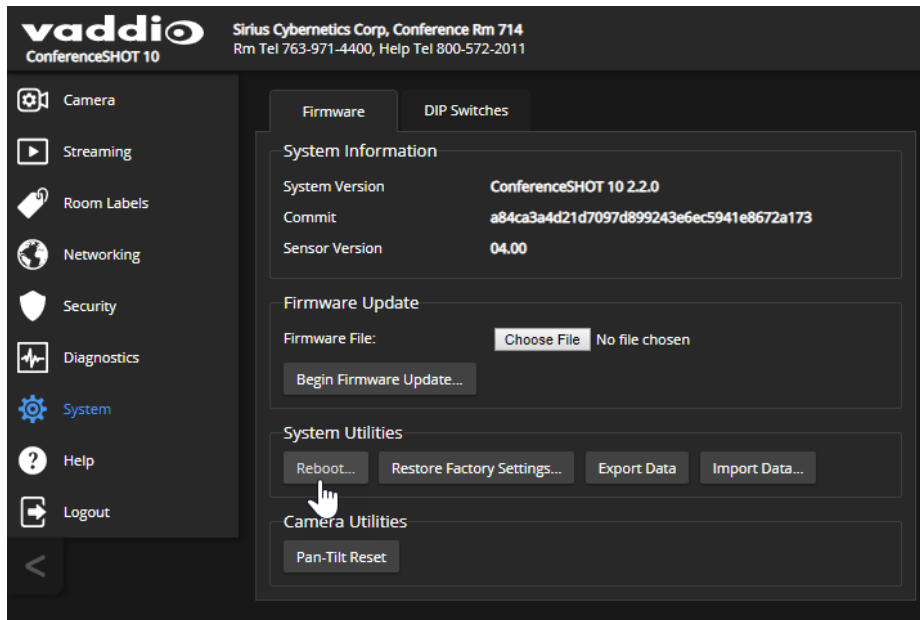 vaddio
ConferenceSHOT 10
Sirius Cybernetics Corp, Conference Rm 714
Rm Tel 763-971-4400, Help Tel 800-572-2011
Camera
Streaming
Room Labels
Networking
Security
Diagnostics
System
Help
Logout
<
Firmware
DIP Switches
System Information
System Version ConferenceSHOT 10 2.2.0
Commit a84ca3a4d21d7097d899243e6ec5941e8672a173
Sensor Version 04.00
Firmware Update
Firmware File: Choose File No file chosen
Begin Firmware Update...
System Utilities
Reboot... Restore Factory Settings... Export Data Import Data...
Camera Utilities
Pan-Tilt Reset